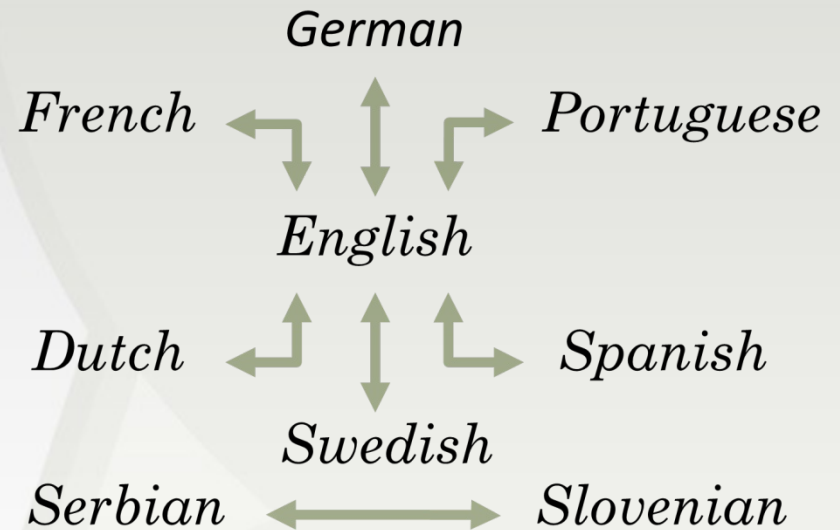 German
French
Portuguese
English
Dutch
Spanish
Swedish
Serbian
Slovenian